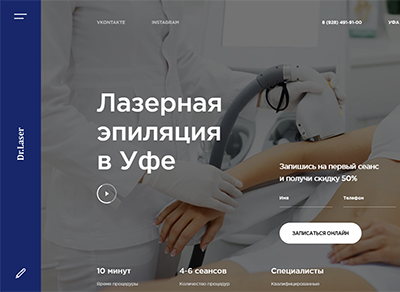 VKONTAKTE
INSTAGRAM
8 (928) 491-91-00
УФА
Dr.Laser
Лазерная
эпиляция
в Уфе
Запишись на первый сеанс
и получи скидку 50%
Имя
Телефон
ЗАПИСАТЬСЯ ОНЛАЙН
10 минут
Время процедуры
4-6 сеансов
Количество процедур
Специалисты
Квалифицированные